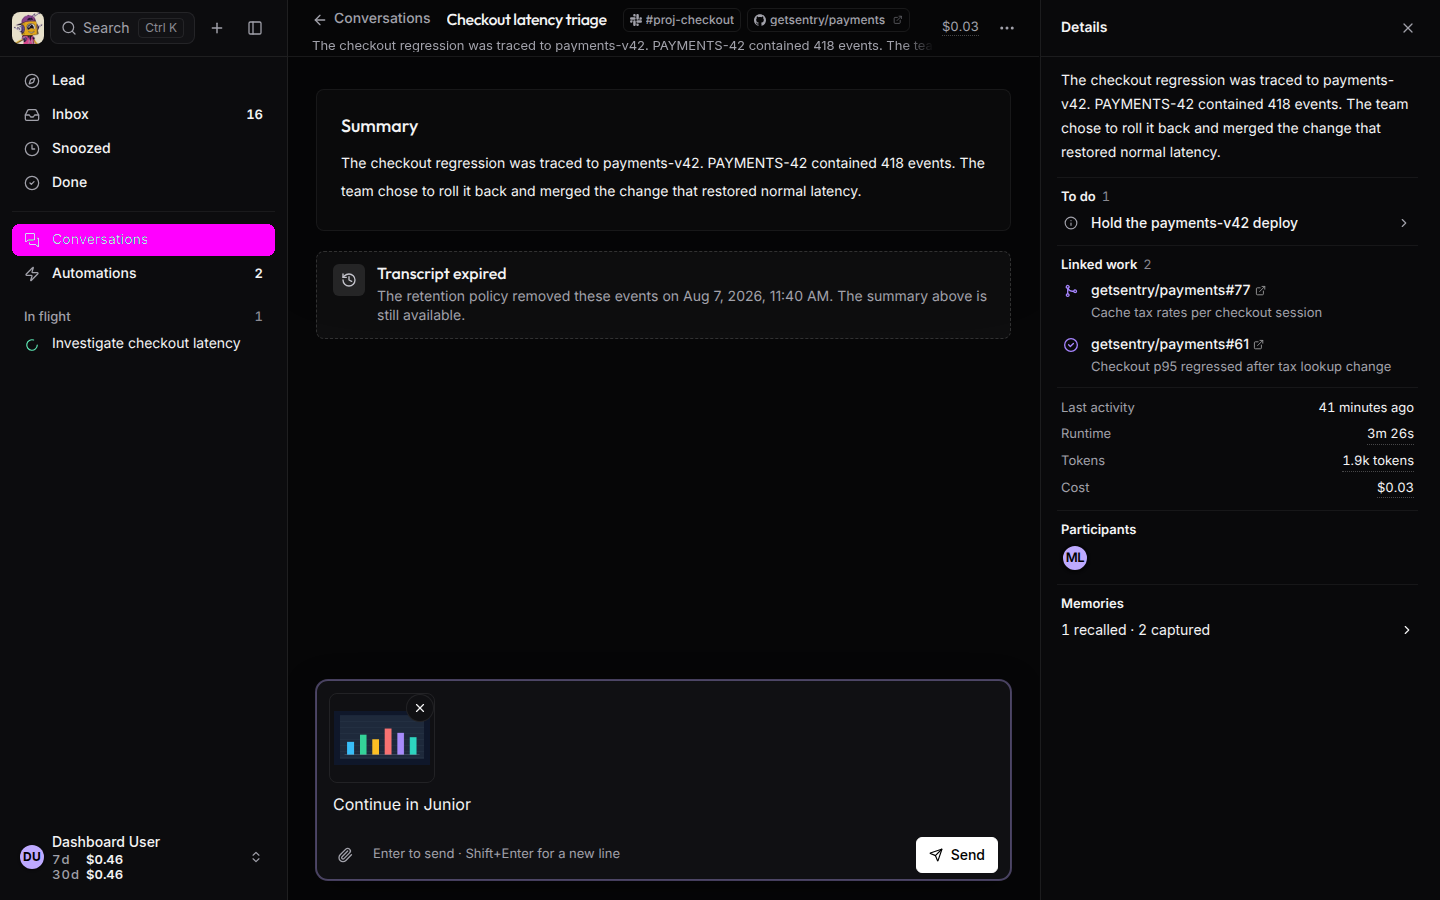 Search Ctrl K
Lead
Inbox 16
Snoozed
Done
Conversations
Automations 2
In flight 1
Investigate checkout latency
Dashboard User
DU
7d $0.46
30d $0.46
Conversations Checkout latency triage #proj-checkout getsentry/payments $0.03
The checkout regression was traced to payments-v42. PAYMENTS-42 contained 418 events. The tea
Summary
The checkout regression was traced to payments-v42. PAYMENTS-42 contained 418 events. The
team chose to roll it back and merged the change that restored normal latency.
Transcript expired
The retention policy removed these events on Aug 7, 2026, 11:40 AM. The summary above is
still available.
Continue in Junior
Enter to send · Shift+Enter for a new line
Send
Details
The checkout regression was traced to payments-
v42. PAYMENTS-42 contained 418 events. The team
chose to roll it back and merged the change that
restored normal latency.
To do 1
Hold the payments-v42 deploy
Linked work 2
getsentry/payments#77
Cache tax rates per checkout session
getsentry/payments#61
Checkout p95 regressed after tax lookup change
Last activity 41 minutes ago
Runtime 3m 26s
Tokens 1.9k tokens
Cost $0.03
Participants
ML
Memories
1 recalled · 2 captured